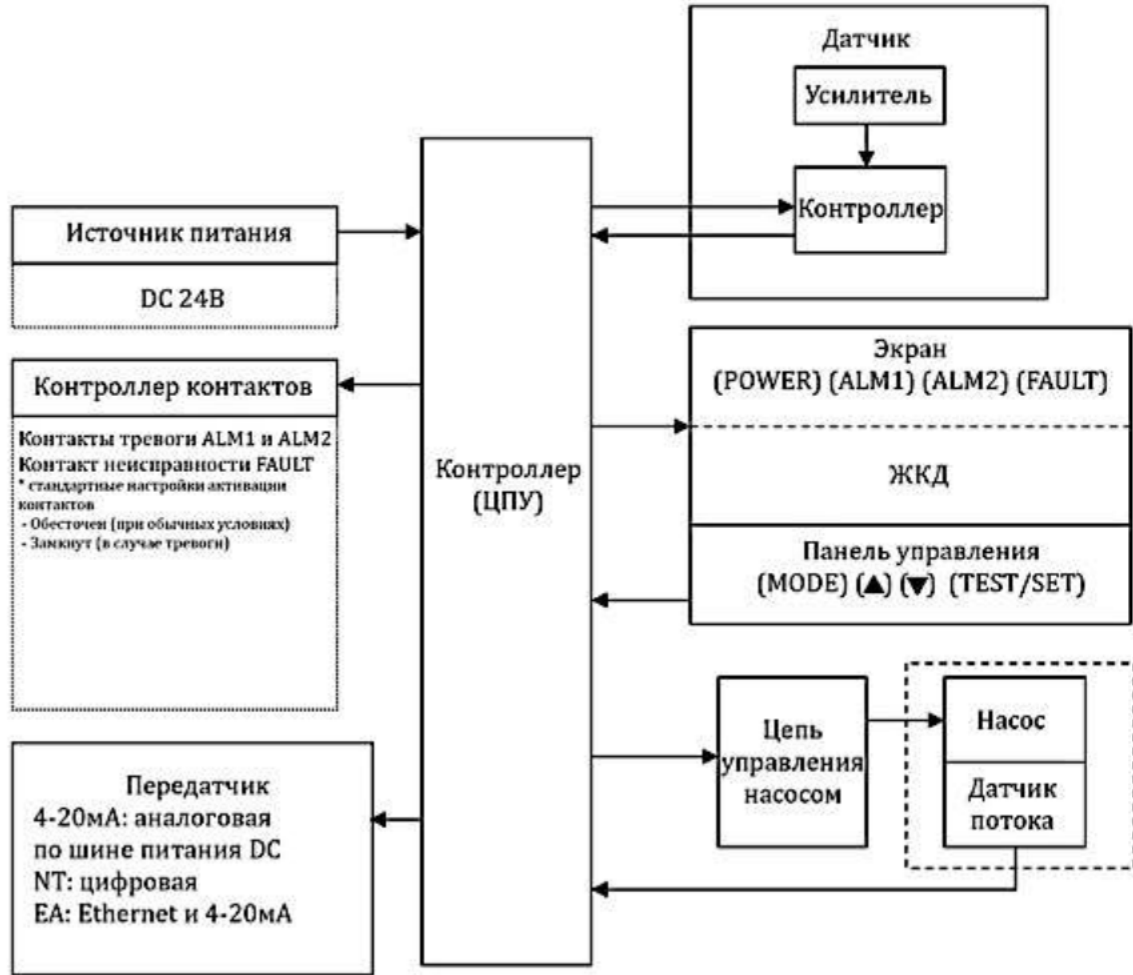 Датчик
Усилитель
Контроллер
Источник питания
DC 24В
Контроллер контактов
Контакты тревоги ALM1 и ALM2
Контакт неисправности FAULT
* стандартные настройки активации
контактов
- Обесточен (при обычных условиях)
- Замкнут (в случае тревоги)
Передатчик
4-20мА: аналоговая
по шине питания DC
NT: цифровая
EA: Ethernet и 4-20мА
Контроллер
(ЦПУ)
Экран
(POWER) (ALM1) (ALM2) (FAULT)
ЖКД
Панель управления
(MODE) (▲) (▼) (TEST/SET)
Цепь
управления
насосом
Насос
Датчик
потока